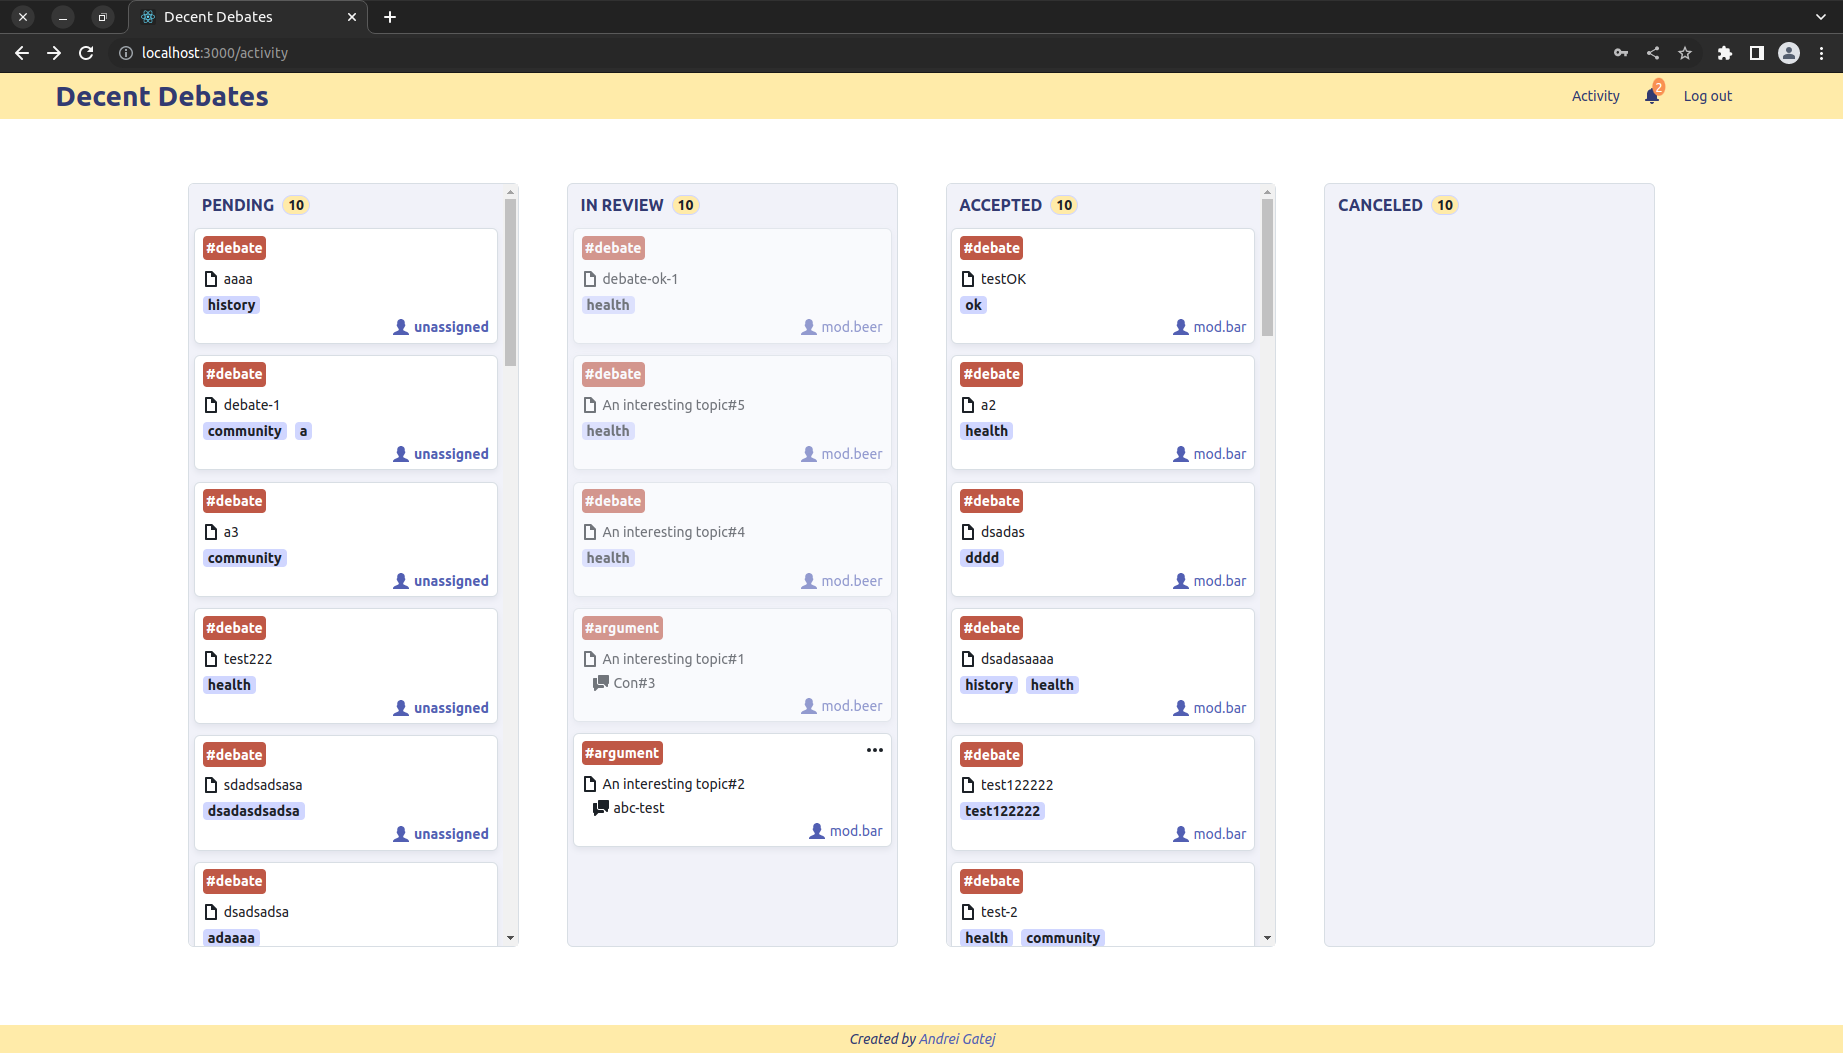 Decent Debates
localhost:3000/activity
Decent Debates
Activity
2
Log out
PENDING 10
#debate
aaaa
history
unassigned
#debate
debate-1
community a
unassigned
#debate
a3
community
unassigned
#debate
test222
health
unassigned
#debate
sdadsadsasa
dsadasdsadsa
unassigned
#debate
dsadsadsa
adaaaa
IN REVIEW 10
#debate
debate-ok-1
health
mod.beer
#debate
An interesting topic#5
health
mod.beer
#debate
An interesting topic#4
health
mod.beer
#argument
An interesting topic#1
Con#3
mod.beer
#argument
An interesting topic#2
abc-test
mod.bar
ACCEPTED 10
#debate
testOK
ok
mod.bar
#debate
a2
health
mod.bar
#debate
dsadas
dddd
mod.bar
#debate
dsadasaaaa
history health
mod.bar
#debate
test122222
test122222
mod.bar
#debate
test-2
health community
CANCELED 10
Created by Andrei Gatej